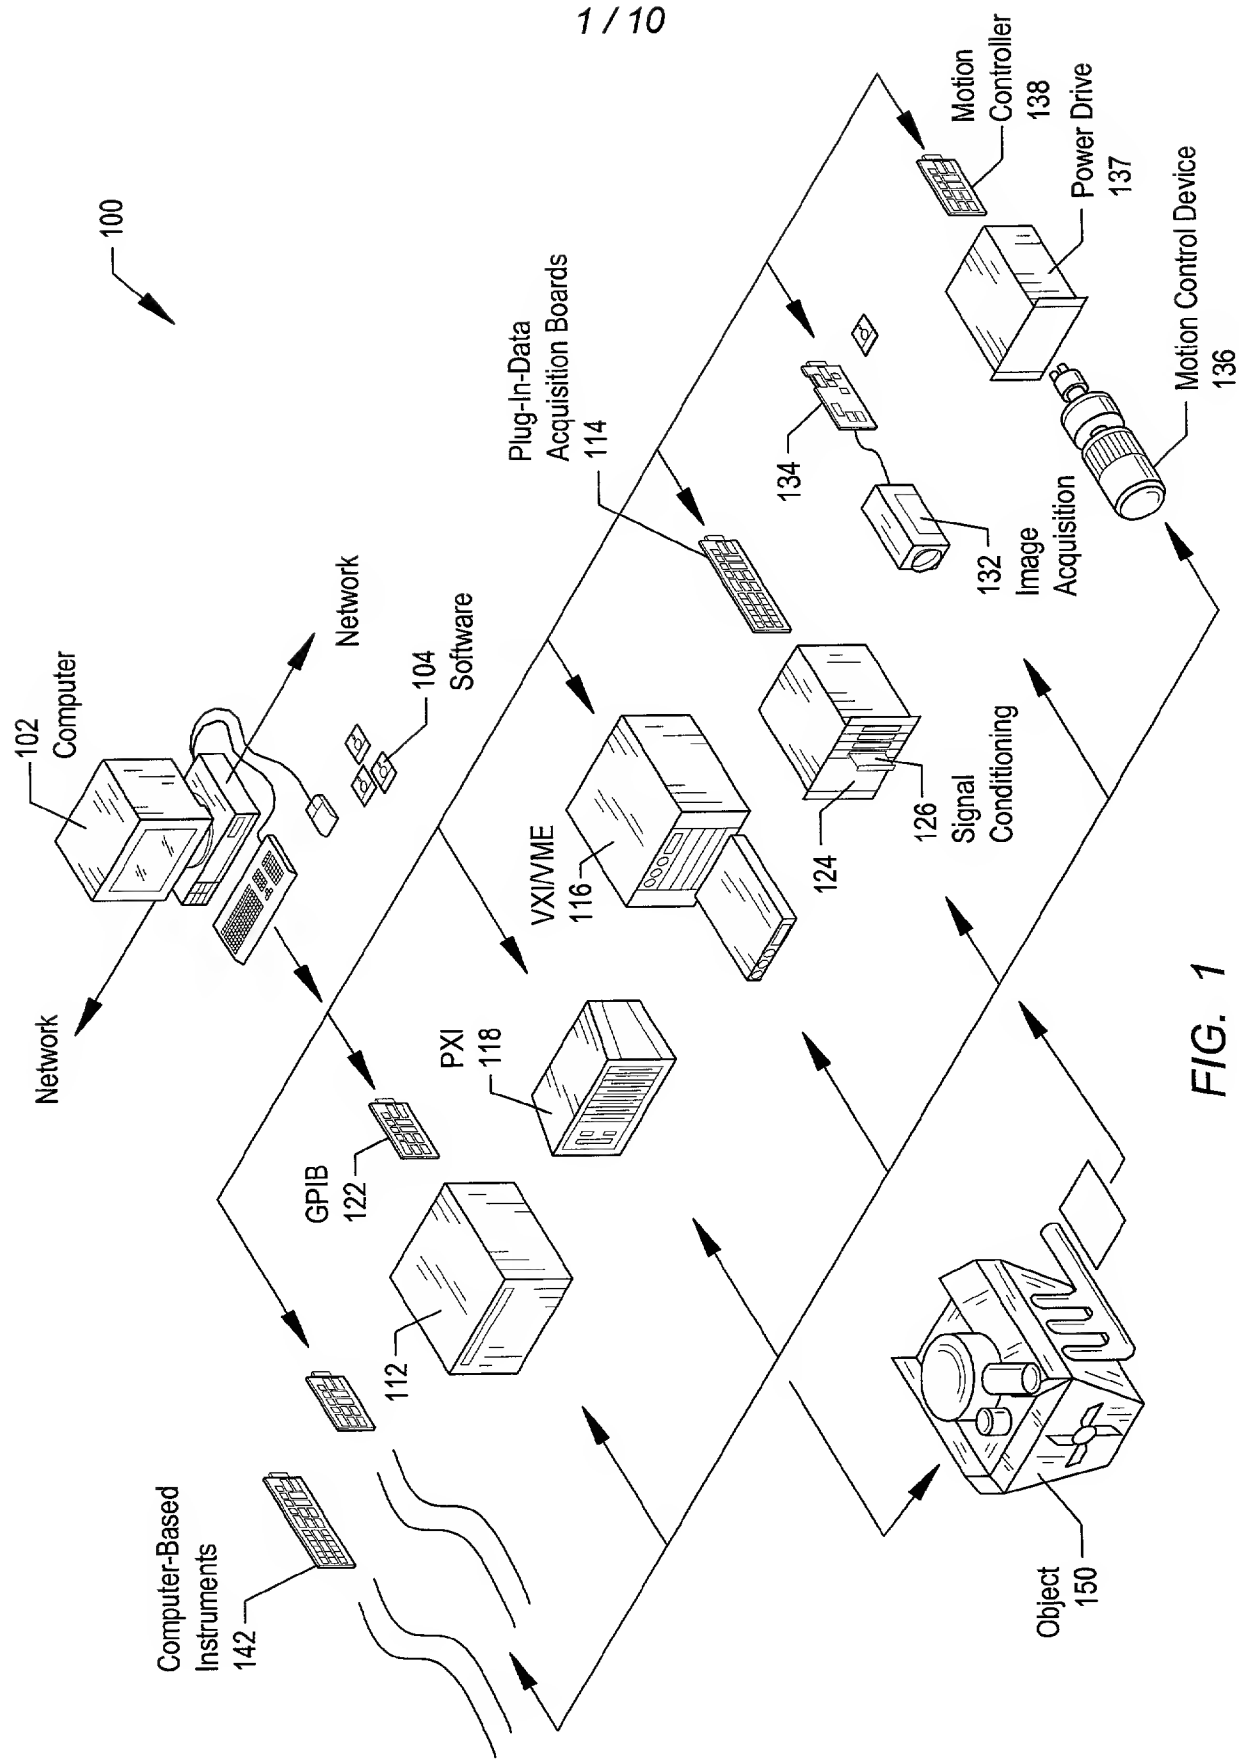 1 / 10
100
102
Computer
Network
Network
104
Software
GPIB
122
PXI
118
VXI/VME
116
Plug-In-Data
Acquisition Boards
114
Computer-Based
Instruments
142
112
124
126
Signal
Conditioning
134
132
Image
Acquisition
Motion
Controller
138
Power Drive
137
Motion Control Device
136
Object
150
FIG. 1